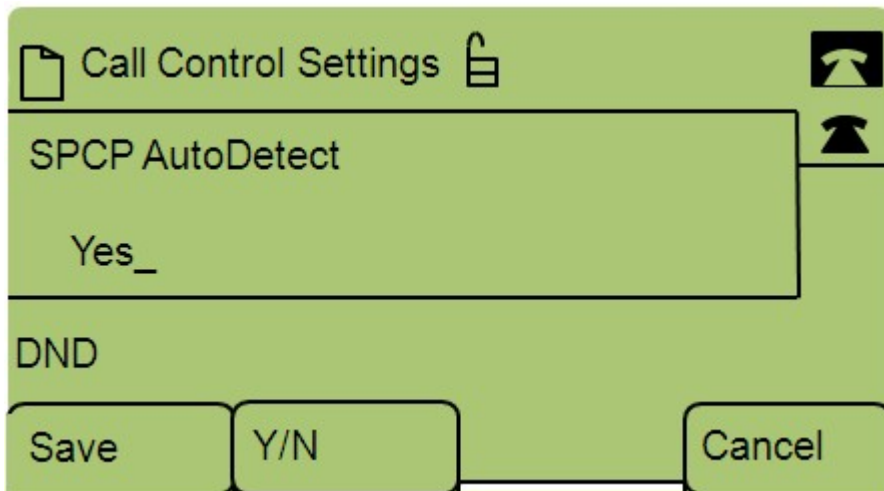 Call Control Settings
SPCP AutoDetect
Yes_
DND
Save Y/N Cancel